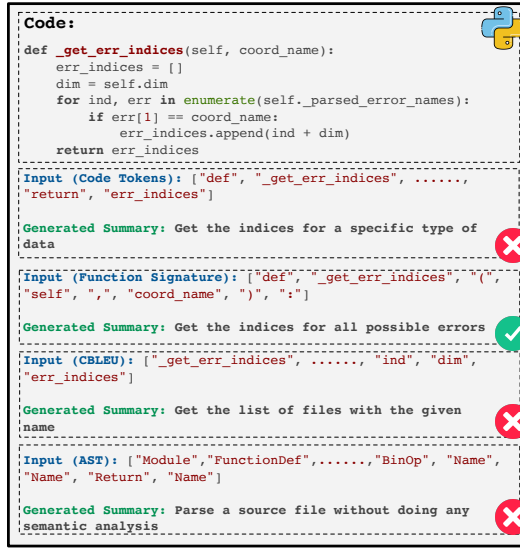 Code:
def _get_err_indices(self, coord_name):
err_indices = []
dim = self.dim
for ind, err in enumerate(self._parsed_error_names):
if err[1] == coord_name:
err_indices.append(ind + dim)
return err_indices
Input (Code Tokens): ["def", "_get_err_indices", ......,
"return", "err_indices"]
Generated Summary: Get the indices for a specific type of
data
Input (Function Signature): ["def", "_get_err_indices", "(",
"self", ",", "coord_name", ")", ":"]
Generated Summary: Get the indices for all possible errors
Input (CBLEU): ["_get_err_indices", ......, "ind", "dim",
"err_indices"]
Generated Summary: Get the list of files with the given
name
Input (AST): ["Module","FunctionDef",......,"BinOp", "Name",
"Name", "Return", "Name"]
Generated Summary: Parse a source file without doing any
semantic analysis